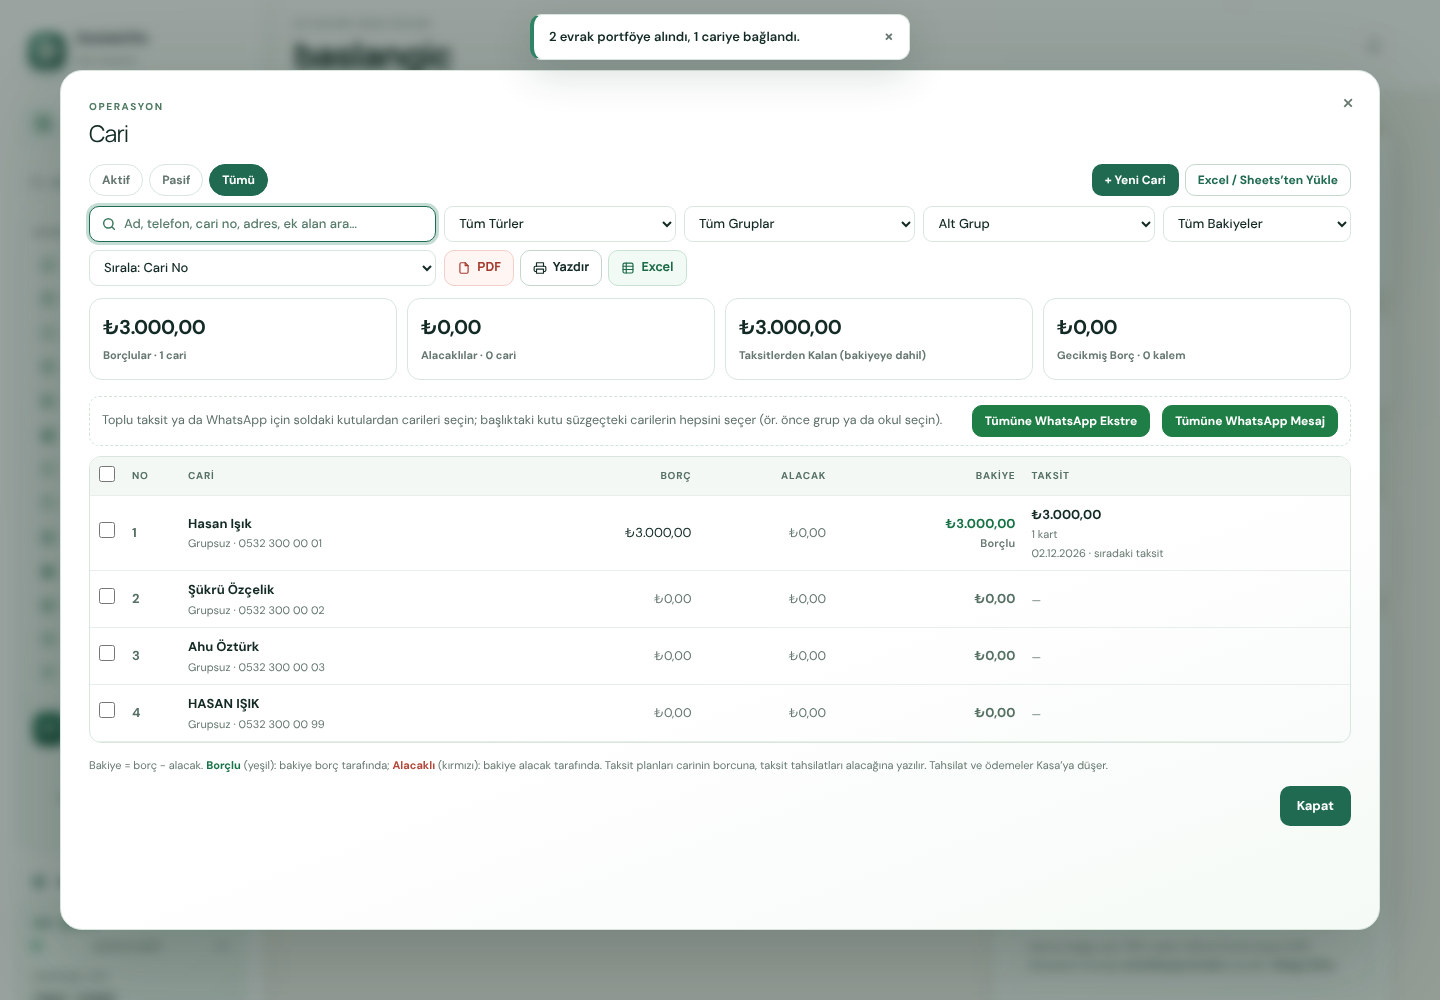 2 evrak portföye alındı, 1 cariye bağlandı.
×
başlangıç
OPERASYON
×
Cari
Aktif
Pasif
Tümü
+ Yeni Cari
Excel / Sheets’ten Yükle
Ad, telefon, cari no, adres, ek alan ara...
Tüm Türler
Tüm Gruplar
Alt Grup
Tüm Bakiyeler
Sırala: Cari No
PDF
Yazdır
Excel
₺3.000,00
Borçlular · 1 cari
₺0,00
Alacaklılar · 0 cari
₺3.000,00
Taksitlerden Kalan (bakiyeye dahil)
₺0,00
Gecikmiş Borç · 0 kalem
Toplu taksit ya da WhatsApp için soldaki kutulardan carileri seçin; başlıktaki kutu süzgeçteki carilerin hepsini seçer (ör. önce grup ya da okul seçin).
Tümüne WhatsApp Ekstre
Tümüne WhatsApp Mesaj
NO CARİ BORÇ ALACAK BAKİYE TAKSİT
1 Hasan Işık ₺3.000,00 ₺0,00 ₺3.000,00 ₺3.000,00
Grupsuz · 0532 300 00 01 Borçlu 1 kart
02.12.2026 · sıradaki taksit
2 Şükrü Özçelik ₺0,00 ₺0,00 ₺0,00 —
Grupsuz · 0532 300 00 02
3 Ahu Öztürk ₺0,00 ₺0,00 ₺0,00 —
Grupsuz · 0532 300 00 03
4 HASAN IŞIK ₺0,00 ₺0,00 ₺0,00 —
Grupsuz · 0532 300 00 99
Bakiye = borç − alacak. Borçlu (yeşil): bakiye borç tarafında; Alacaklı (kırmızı): bakiye alacak tarafında. Taksit planları carinin borcuna, taksit tahsilatları alacağına yazılır. Tahsilat ve ödemeler Kasa’ya düşer.
Kapat